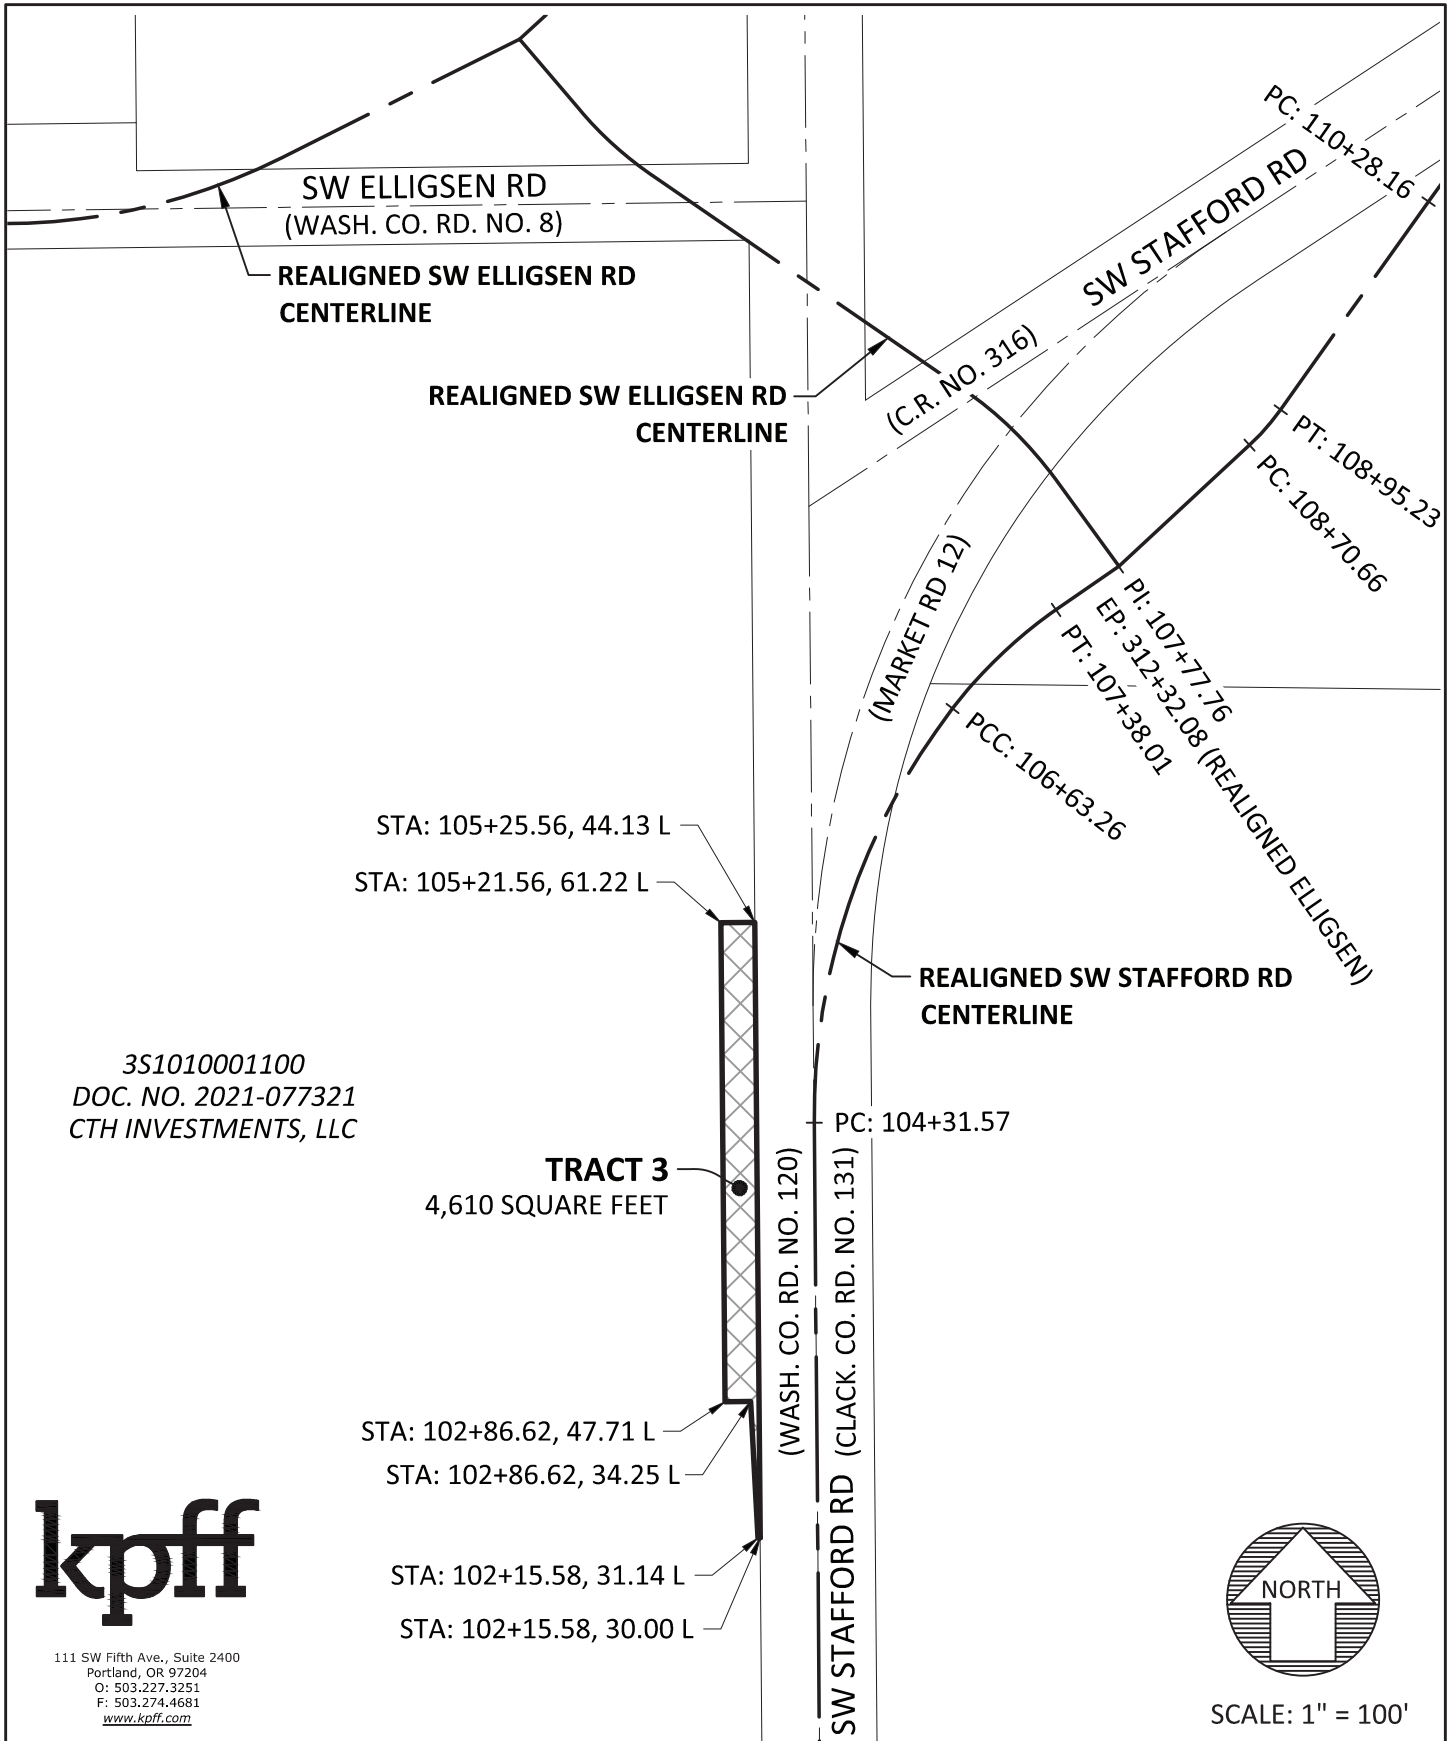 PC: 110+28.16
SW STAFFORD RD
SW ELLIGSEN RD
(WASH. CO. RD. NO. 8)
REALIGNED SW ELLIGSEN RD
CENTERLINE
(C.R. NO. 316)
REALIGNED SW ELLIGSEN RD
CENTERLINE
PT: 108+95.23
PC: 108+70.66
(MARKET RD 12)
PI: 107+77.76
EP: 312+32.08 (REALIGNED ELLIGSEN)
PT: 107+38.01
PCC: 106+63.26
STA: 105+25.56, 44.13 L
STA: 105+21.56, 61.22 L
REALIGNED SW STAFFORD RD
CENTERLINE
3S1010001100
DOC. NO. 2021-077321
CTH INVESTMENTS, LLC
PC: 104+31.57
TRACT 3
4,610 SQUARE FEET
(WASH. CO. RD. NO. 120)
(CLACK. CO. RD. NO. 131)
SW STAFFORD RD
STA: 102+86.62, 47.71 L
STA: 102+86.62, 34.25 L
STA: 102+15.58, 31.14 L
STA: 102+15.58, 30.00 L
kpff
111 SW Fifth Ave., Suite 2400
Portland, OR 97204
O: 503.227.3251
F: 503.274.4681
www.kpff.com
NORTH
SCALE: 1" = 100'